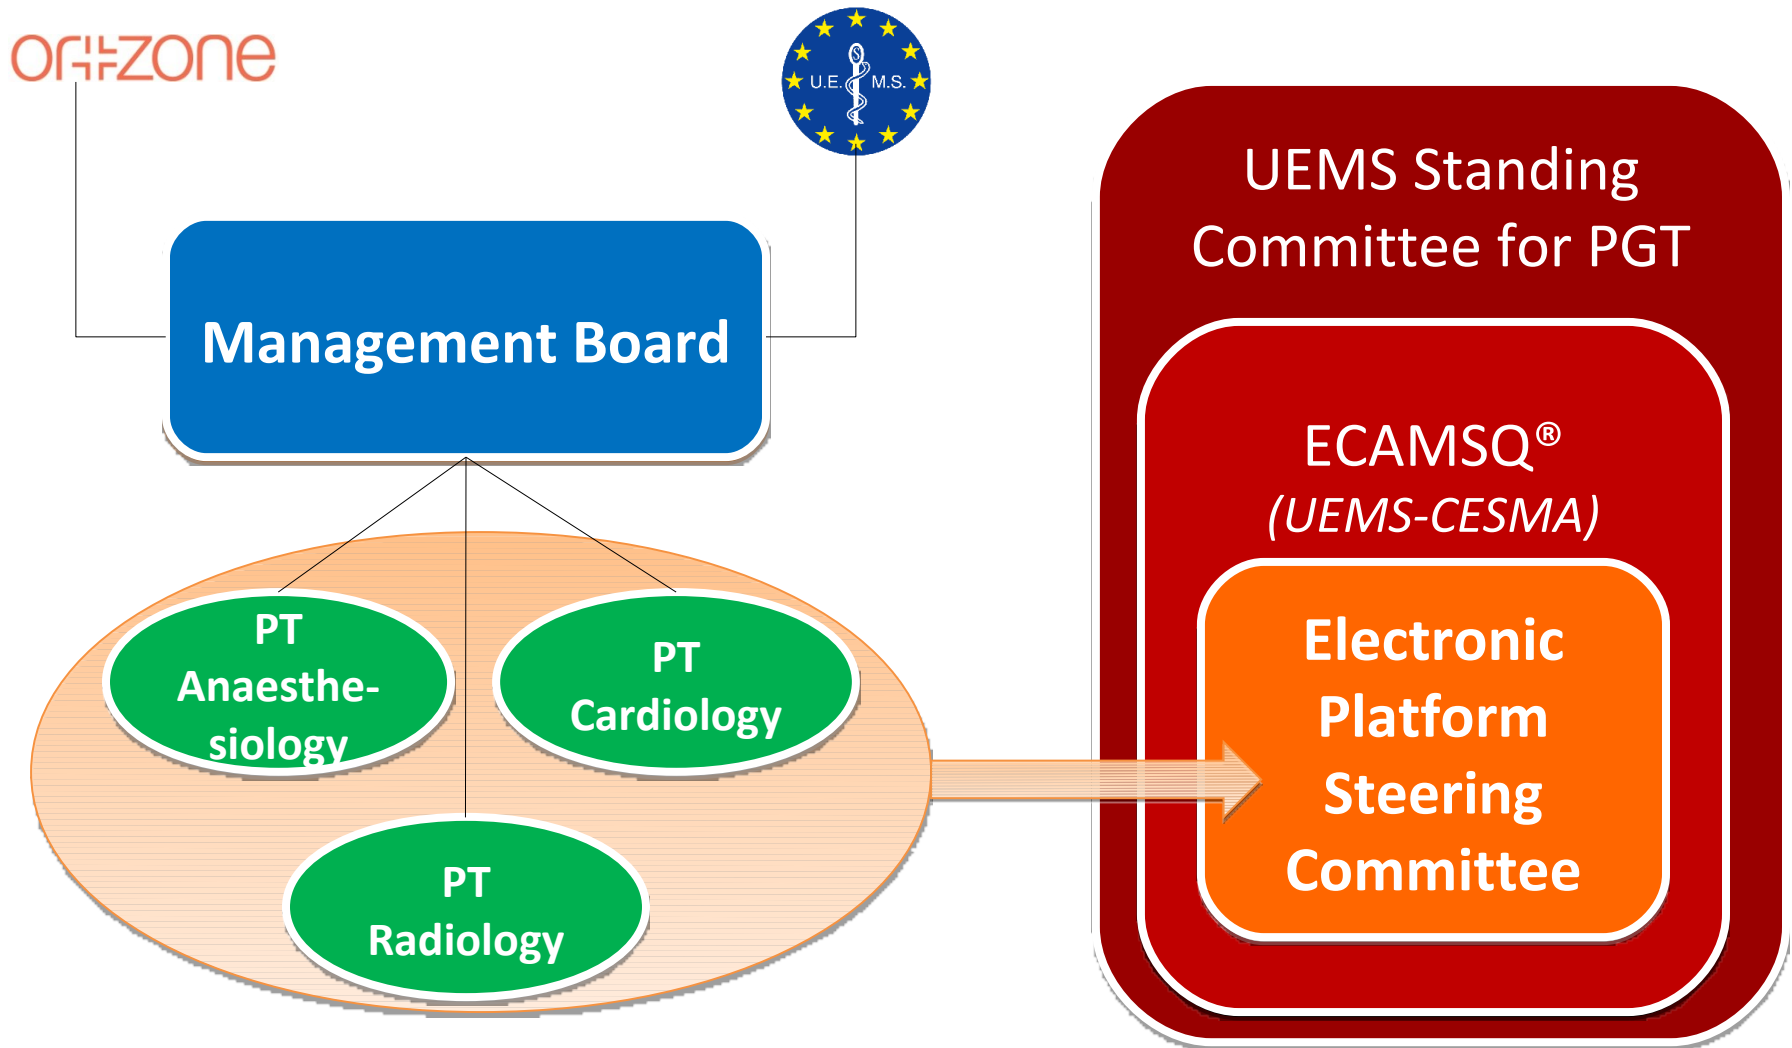 ortzone
U.E. M.S.
Management Board
PT
Anaesthe-
siology
PT
Cardiology
PT
Radiology
UEMS Standing
Committee for PGT
ECAMSQ®
(UEMS-CESMA)
Electronic
Platform
Steering
Committee